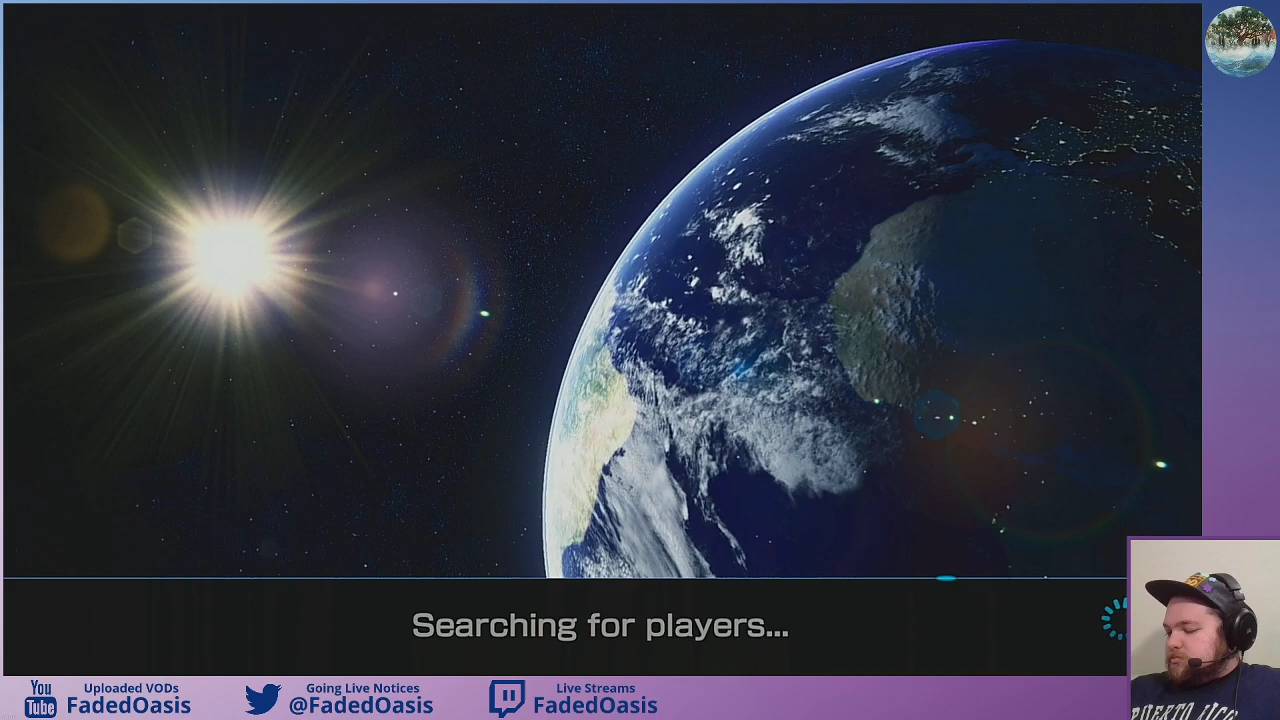 Searching for players...
You
Tube
Uploaded VODs
FadedOasis
Going Live Notices
@FadedOasis
Live Streams
FadedOasis